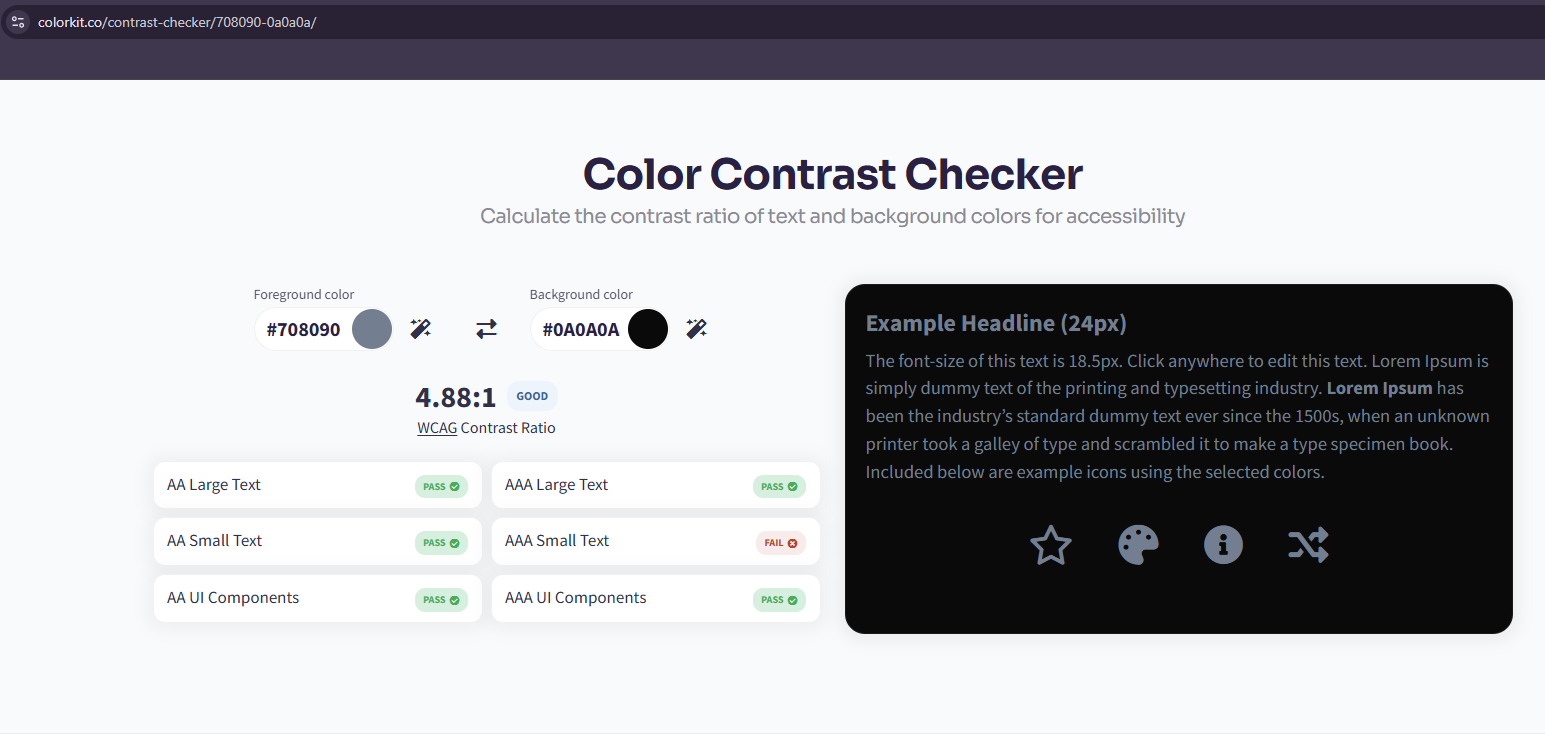 colorkit.co/contrast-checker/708090-0a0a0a/
Color Contrast Checker
Calculate the contrast ratio of text and background colors for accessibility
Foreground color
#708090
Background color
#0A0A0A
4.88:1 GOOD
WCAG Contrast Ratio
AA Large Text PASS
AAA Large Text PASS
AA Small Text PASS
AAA Small Text FAIL
AA UI Components PASS
AAA UI Components PASS
Example Headline (24px)
The font-size of this text is 18.5px. Click anywhere to edit this text. Lorem Ipsum is
simply dummy text of the printing and typesetting industry. Lorem Ipsum has
been the industry’s standard dummy text ever since the 1500s, when an unknown
printer took a galley of type and scrambled it to make a type specimen book.
Included below are example icons using the selected colors.